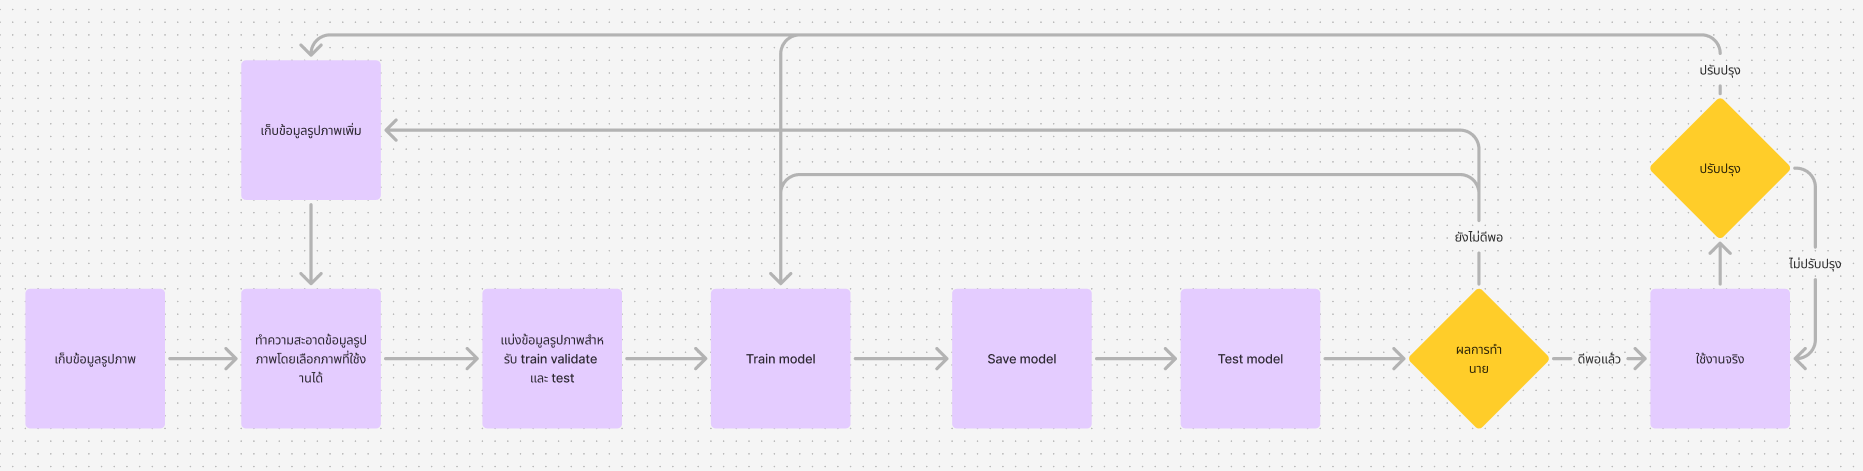 ปรับปรุง
เก็บข้อมูลรูปภาพเพิ่ม
ปรับปรุง
ยังไม่ดีพอ
ไม่ปรับปรุง
เก็บข้อมูลรูปภาพ
ทำความสะอาดข้อมูลรูป
ภาพโดยเลือกภาพที่ใช้ง
านได้
แบ่งข้อมูลรูปภาพสำห
รับ train validate
และ test
Train model
Save model
Test model
ผลการทำ
นาย
ดีพอแล้ว
ใช้งานจริง